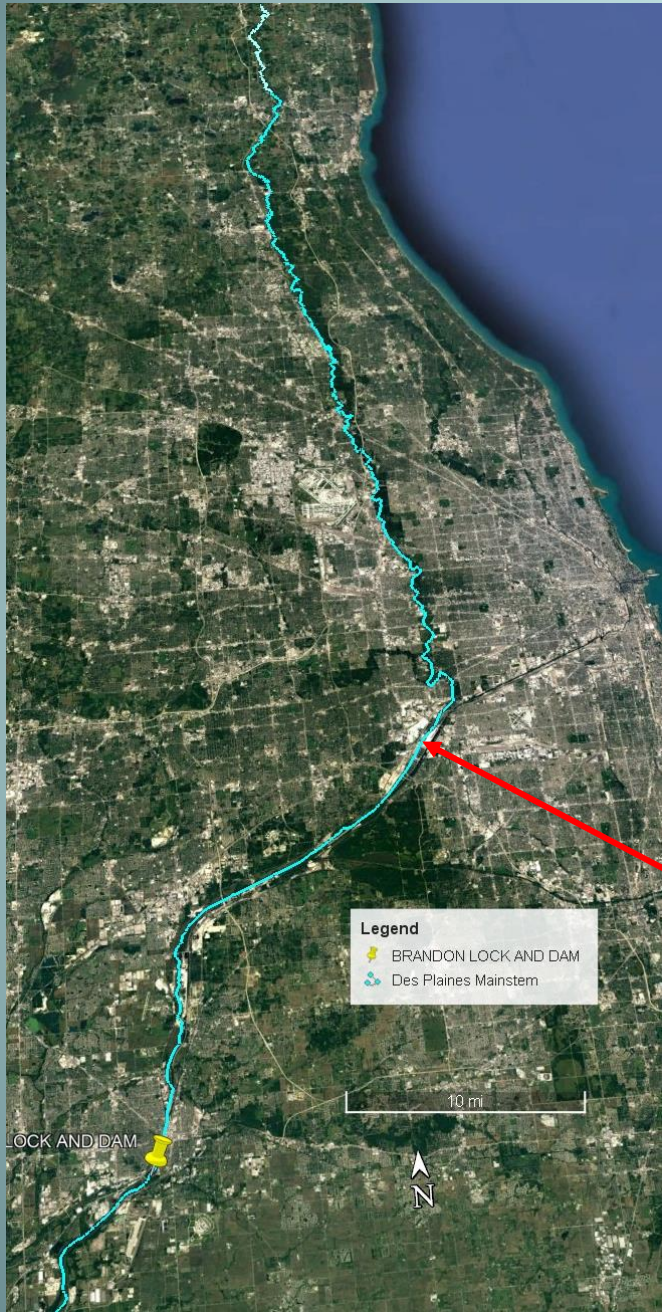 Legend
BRANDON LOCK AND DAM
Des Plaines Mainstem
10 mi
LOCK AND DAM
N